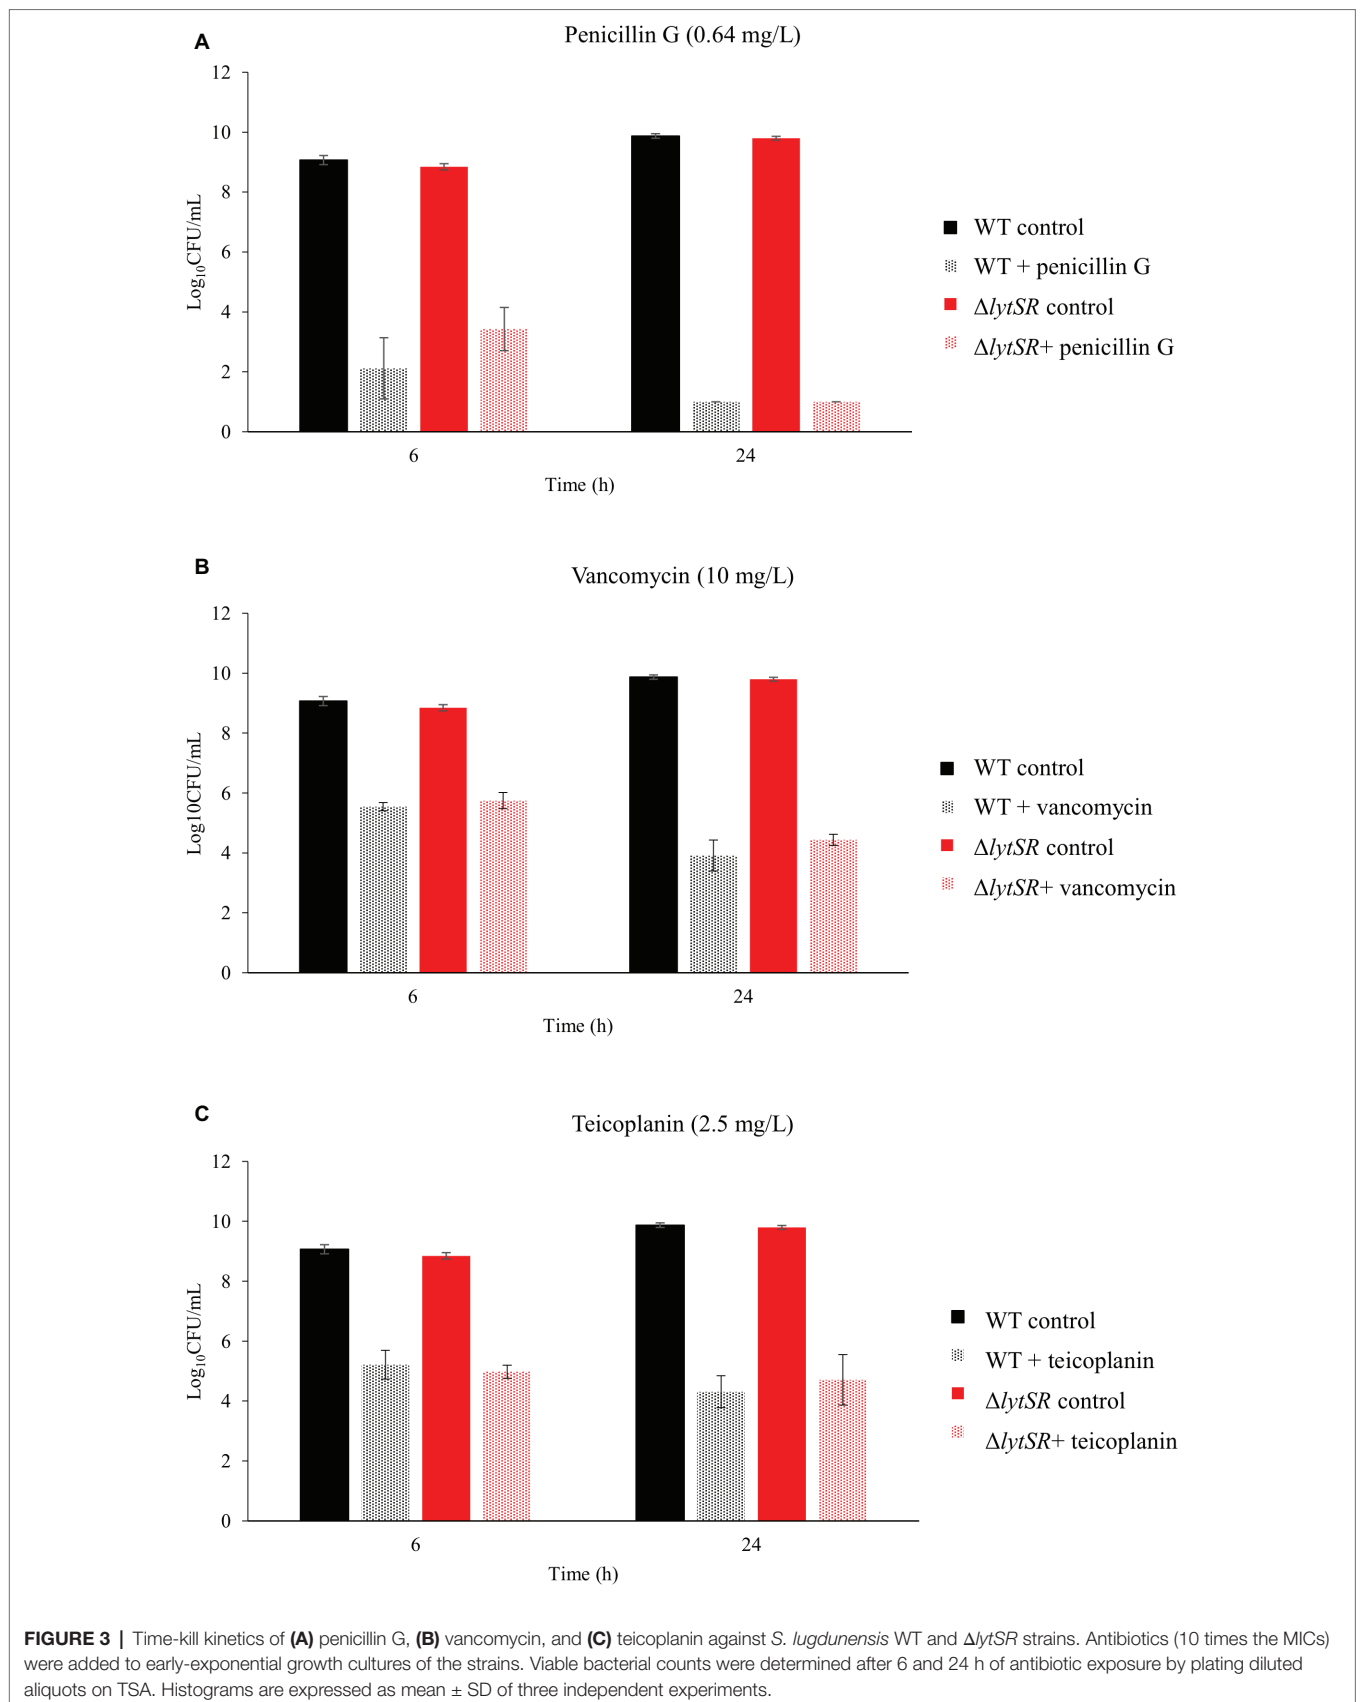 A
Penicillin G (0.64 mg/L)
12
10
8
6
4
2
0
Log10CFU/mL
6
24
Time (h)
WT control
WT + penicillin G
ΔlytSR control
ΔlytSR+ penicillin G
B
Vancomycin (10 mg/L)
12
10
8
6
4
2
0
Log10CFU/mL
6
24
Time (h)
WT control
WT + vancomycin
ΔlytSR control
ΔlytSR+ vancomycin
C
Teicoplanin (2.5 mg/L)
12
10
8
6
4
2
0
Log10CFU/mL
6
24
Time (h)
WT control
WT + teicoplanin
ΔlytSR control
ΔlytSR+ teicoplanin
FIGURE 3 | Time-kill kinetics of (A) penicillin G, (B) vancomycin, and (C) teicoplanin against S. lugdunensis WT and ΔlytSR strains. Antibiotics (10 times the MICs)
were added to early-exponential growth cultures of the strains. Viable bacterial counts were determined after 6 and 24 h of antibiotic exposure by plating diluted
aliquots on TSA. Histograms are expressed as mean ± SD of three independent experiments.